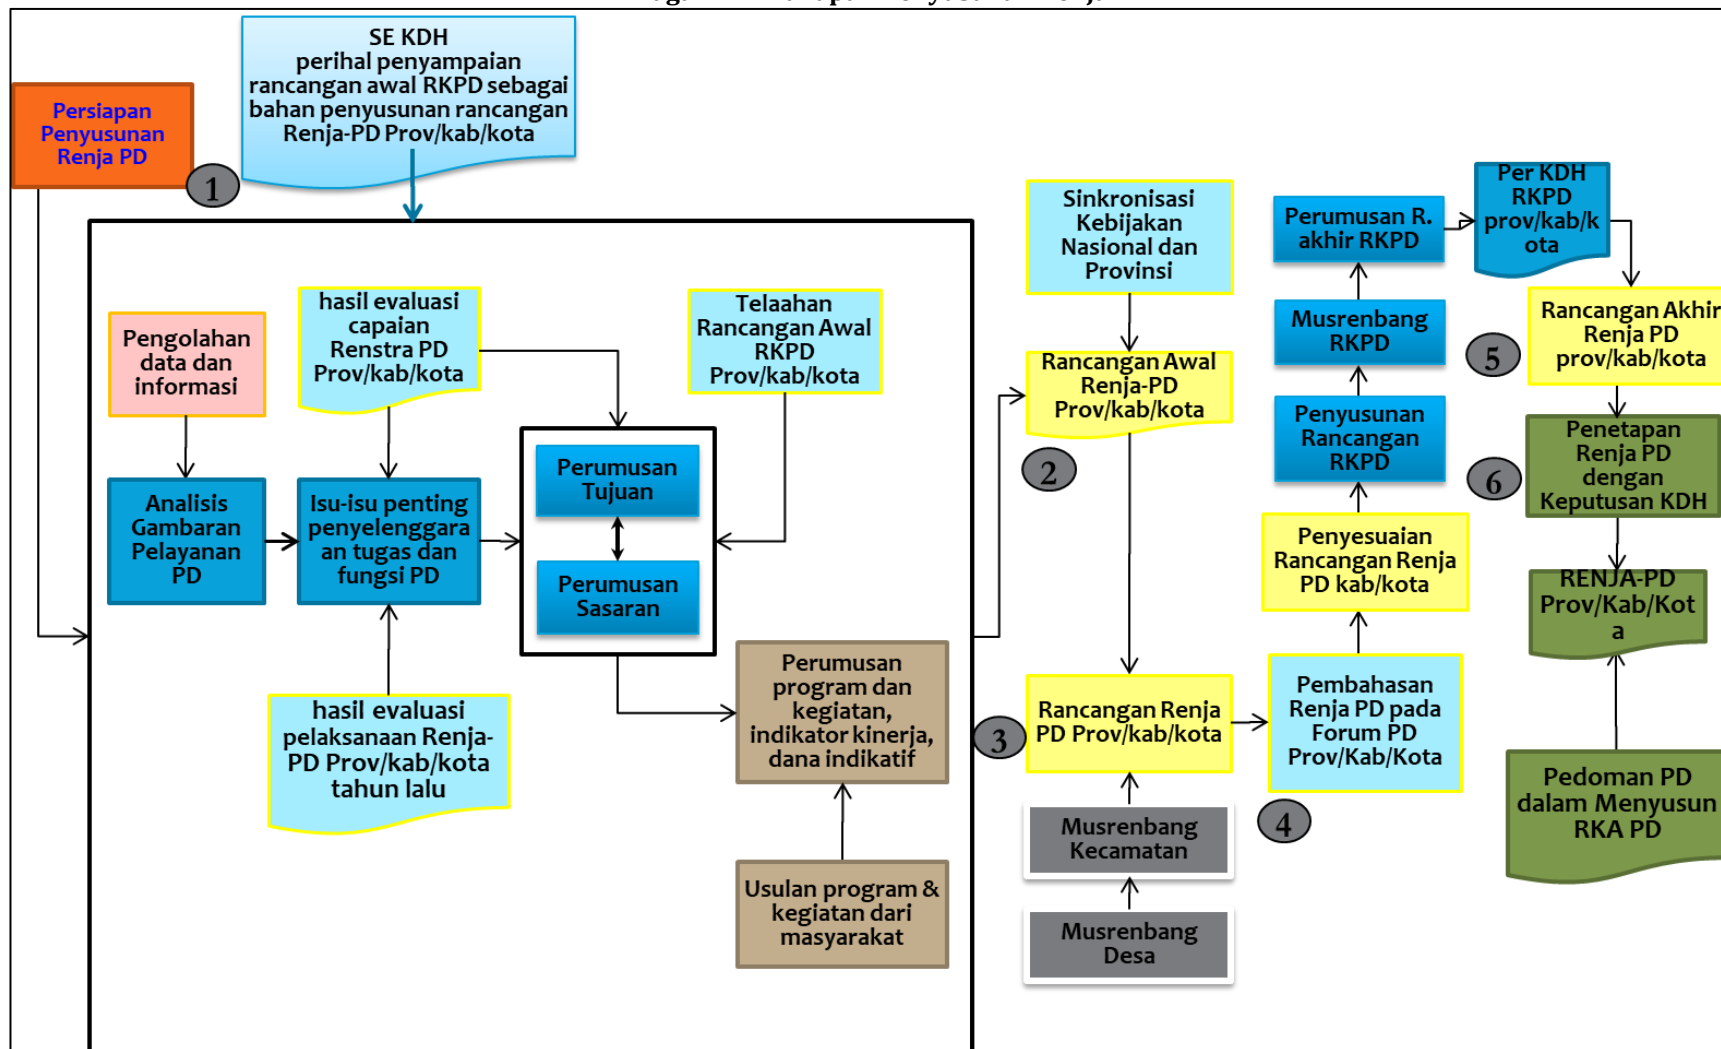 SE KDH
perihal penyampaian
rancangan awal RKPD sebagai
bahan penyusunan rancangan
Renja-PD Prov/kab/kota
Persiapan
Penyusunan
Renja PD
1
Pengolahan
data dan
informasi
hasil evaluasi
capaian
Renstra PD
Prov/kab/kota
Telaahan
Rancangan Awal
RKPD
Prov/kab/kota
Analisis
Gambaran
Pelayanan
PD
Isu-isu penting
penyelenggara
an tugas dan
fungsi PD
Perumusan
Tujuan
Perumusan
Sasaran
hasil evaluasi
pelaksanaan Renja-
PD Prov/kab/kota
tahun lalu
Perumusan
program dan
kegiatan,
indikator kinerja,
dana indikatif
Usulan program &
kegiatan dari
masyarakat
Sinkronisasi
Kebijakan
Nasional dan
Provinsi
Rancangan Awal
Renja-PD
Prov/kab/kota
2
3
Rancangan Renja
PD Prov/kab/kota
Musrenbang
Kecamatan
Musrenbang
Desa
4
Pembahasan
Renja PD pada
Forum PD
Prov/Kab/Kota
Penyesuaian
Rancangan Renja
PD kab/kota
Penyusunan
Rancangan
RKPD
Musrenbang
RKPD
Perumusan R.
akhir RKPD
Per KDH
RKPD
prov/kab/k
ota
5
Rancangan Akhir
Renja PD
prov/kab/kota
6
Penetapan
Renja PD
dengan
Keputusan KDH
RENJA-PD
Prov/Kab/Kot
a
Pedoman PD
dalam Menyusun
RKA PD